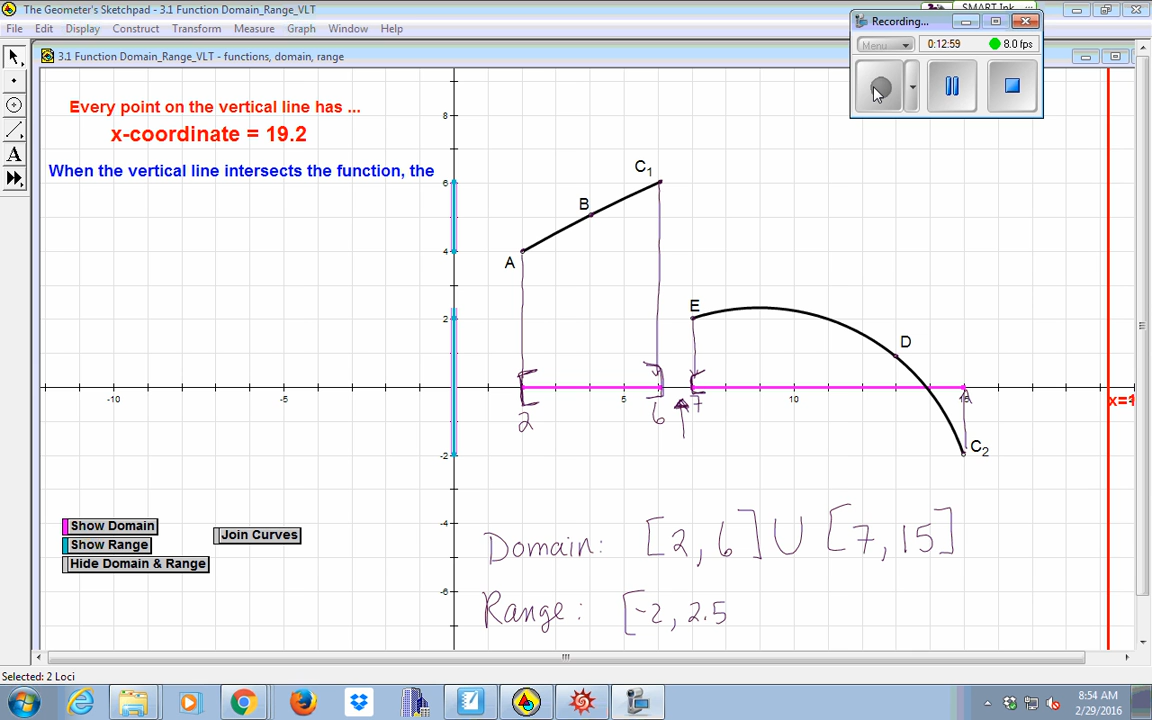 The Geometer's Sketchpad - 3.1 Function Domain_Range_VLT
SMART Ink
File Edit Display Construct Transform Measure Graph Window Help
Recording...
Menu 0:12:59 8.0 fps
3.1 Function Domain_Range_VLT - functions, domain, range
Every point on the vertical line has ...
x-coordinate = 19.2
When the vertical line intersects the function, the
8
6
4
2
-2
-4
-6
-10 -5 5 10 15
A
B
C1
E
D
C2
2 6 7
Show Domain
Show Range
Hide Domain & Range
Join Curves
Domain: [2, 6] U [7, 15]
Range: [-2, 2.5
Selected: 2 Loci
8:54 AM
2/29/2016